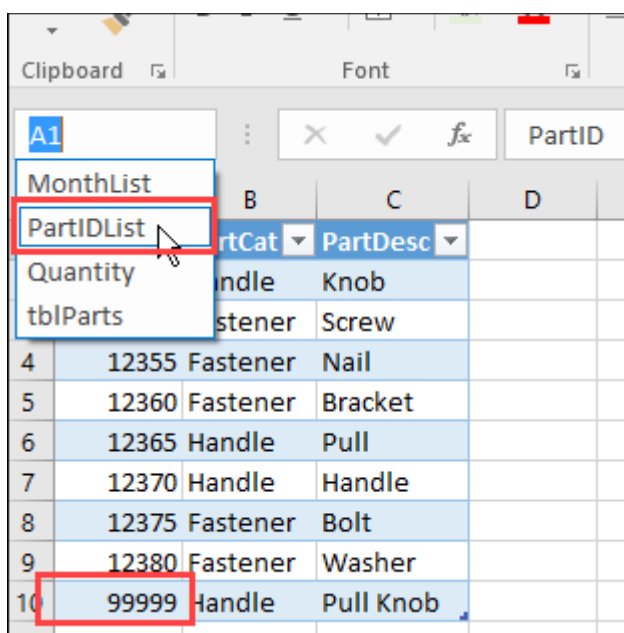 Clipboard Font
A1 fx PartID
MonthList
B C D
PartIDList rtCat PartDesc
Quantity ndle Knob
tblParts stener Screw
4 12355 Fastener Nail
5 12360 Fastener Bracket
6 12365 Handle Pull
7 12370 Handle Handle
8 12375 Fastener Bolt
9 12380 Fastener Washer
10 99999 Handle Pull Knob